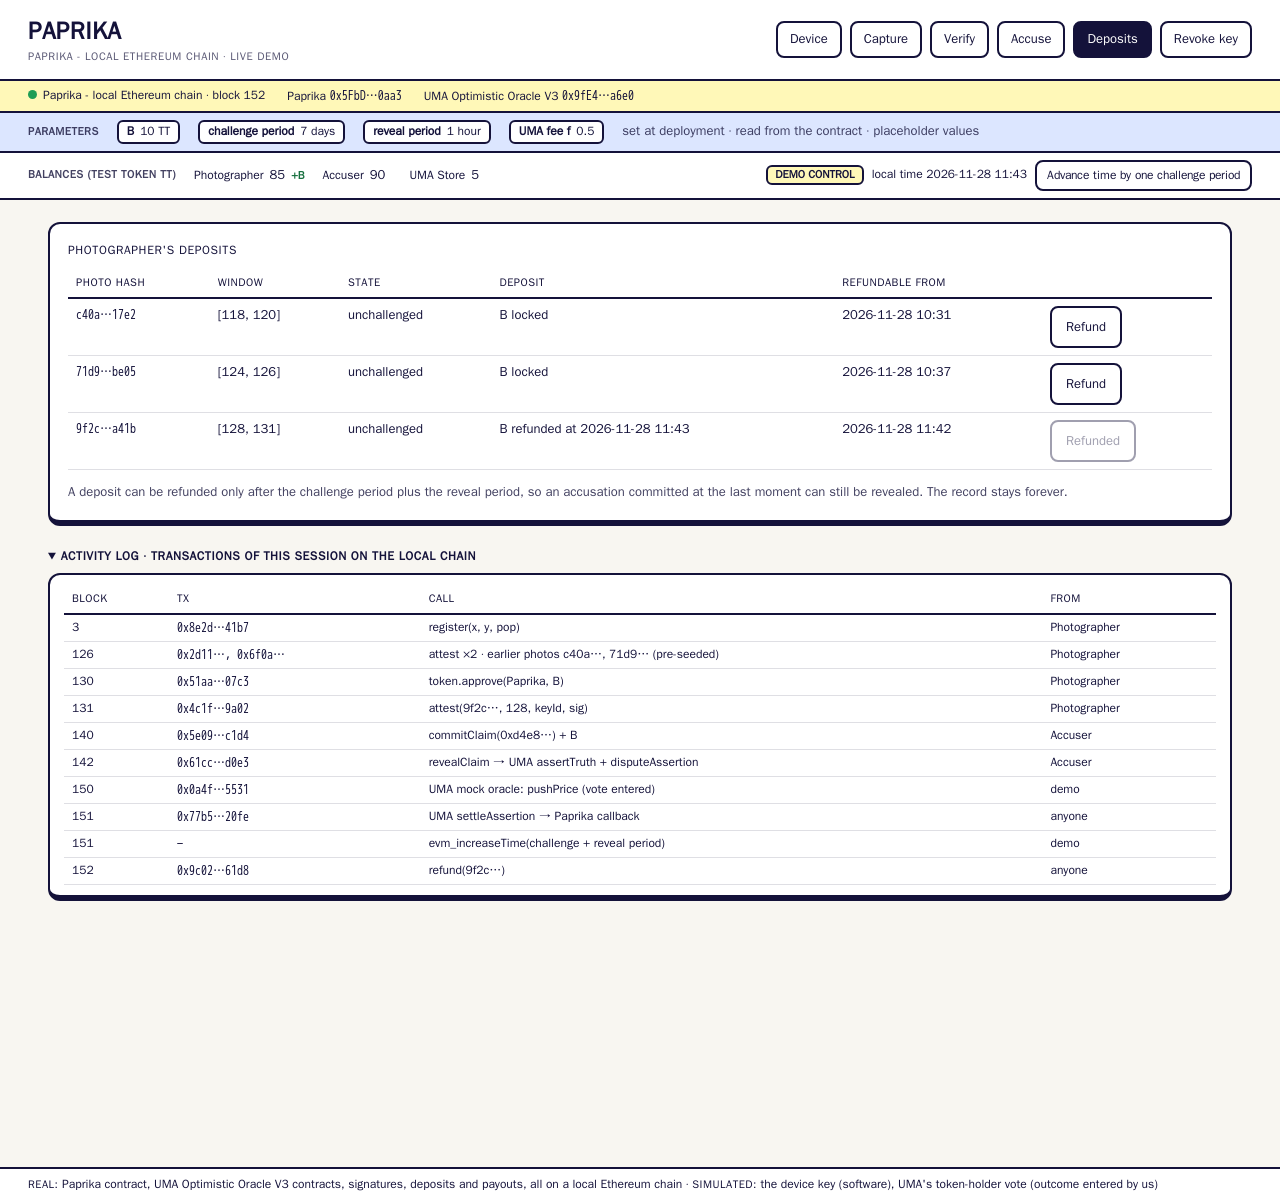 PAPRIKA
PAPRIKA - LOCAL ETHEREUM CHAIN · LIVE DEMO
Device Capture Verify Accuse Deposits Revoke key
Paprika - local Ethereum chain · block 152 Paprika 0x5FbD···0aa3 UMA Optimistic Oracle V3 0x9fE4···a6e0
PARAMETERS B 10 TT challenge period 7 days reveal period 1 hour UMA fee f 0.5 set at deployment · read from the contract · placeholder values
BALANCES (TEST TOKEN TT) Photographer 85 +B Accuser 90 UMA Store 5 DEMO CONTROL local time 2026-11-28 11:43 Advance time by one challenge period
PHOTOGRAPHER'S DEPOSITS
PHOTO HASH WINDOW STATE DEPOSIT REFUNDABLE FROM
c40a···17e2 [118, 120] unchallenged B locked 2026-11-28 10:31 Refund
71d9···be05 [124, 126] unchallenged B locked 2026-11-28 10:37 Refund
9f2c···a41b [128, 131] unchallenged B refunded at 2026-11-28 11:43 2026-11-28 11:42 Refunded
A deposit can be refunded only after the challenge period plus the reveal period, so an accusation committed at the last moment can still be revealed. The record stays forever.
▼ ACTIVITY LOG · TRANSACTIONS OF THIS SESSION ON THE LOCAL CHAIN
BLOCK TX CALL FROM
3 0x8e2d···41b7 register(x, y, pop) Photographer
126 0x2d11···, 0x6f0a··· attest ×2 · earlier photos c40a···, 71d9··· (pre-seeded) Photographer
130 0x51aa···07c3 token.approve(Paprika, B) Photographer
131 0x4c1f···9a02 attest(9f2c···, 128, keyId, sig) Photographer
140 0x5e09···c1d4 commitClaim(0xd4e8···) + B Accuser
142 0x61cc···d0e3 revealClaim → UMA assertTruth + disputeAssertion Accuser
150 0x0a4f···5531 UMA mock oracle: pushPrice (vote entered) demo
151 0x77b5···20fe UMA settleAssertion → Paprika callback anyone
151 – evm_increaseTime(challenge + reveal period) demo
152 0x9c02···61d8 refund(9f2c···) anyone
REAL: Paprika contract, UMA Optimistic Oracle V3 contracts, signatures, deposits and payouts, all on a local Ethereum chain · SIMULATED: the device key (software), UMA's token-holder vote (outcome entered by us)